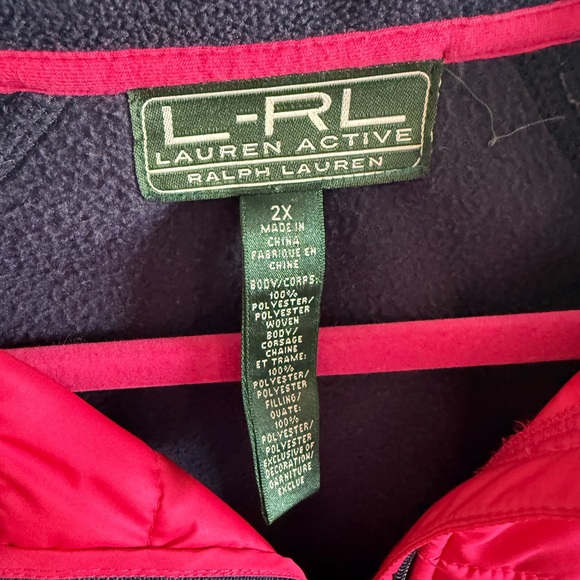 L-RL
LAUREN ACTIVE
RALPH LAUREN
2X
MADE IN
CHINA
FABRIQUE EN
CHINE
BODY/CORPS:
100%
POLYESTER/
POLYESTER
WOVEN
BODY/
CORSAGE
CHAINE
ET TRAME:
100%
POLYESTER/
POLYESTER
FILLING/
OUATE:
100%
POLYESTER/
POLYESTER
EXCLUSIVE OF
DECORATION/
GARNITURE
EXCLUE